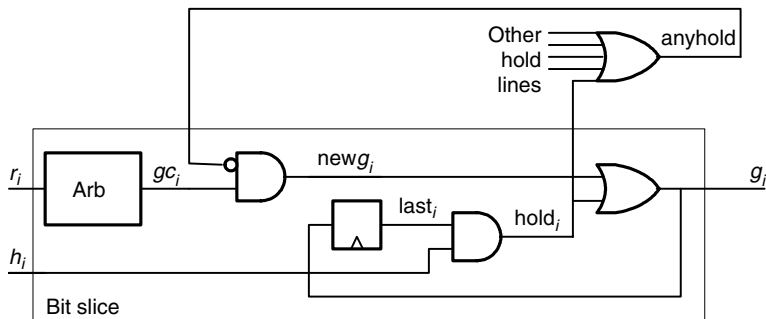 Other
hold
lines
anyhold
r_i
Arb
gc_i
newg_i
g_i
last_i
hold_i
h_i
Bit slice